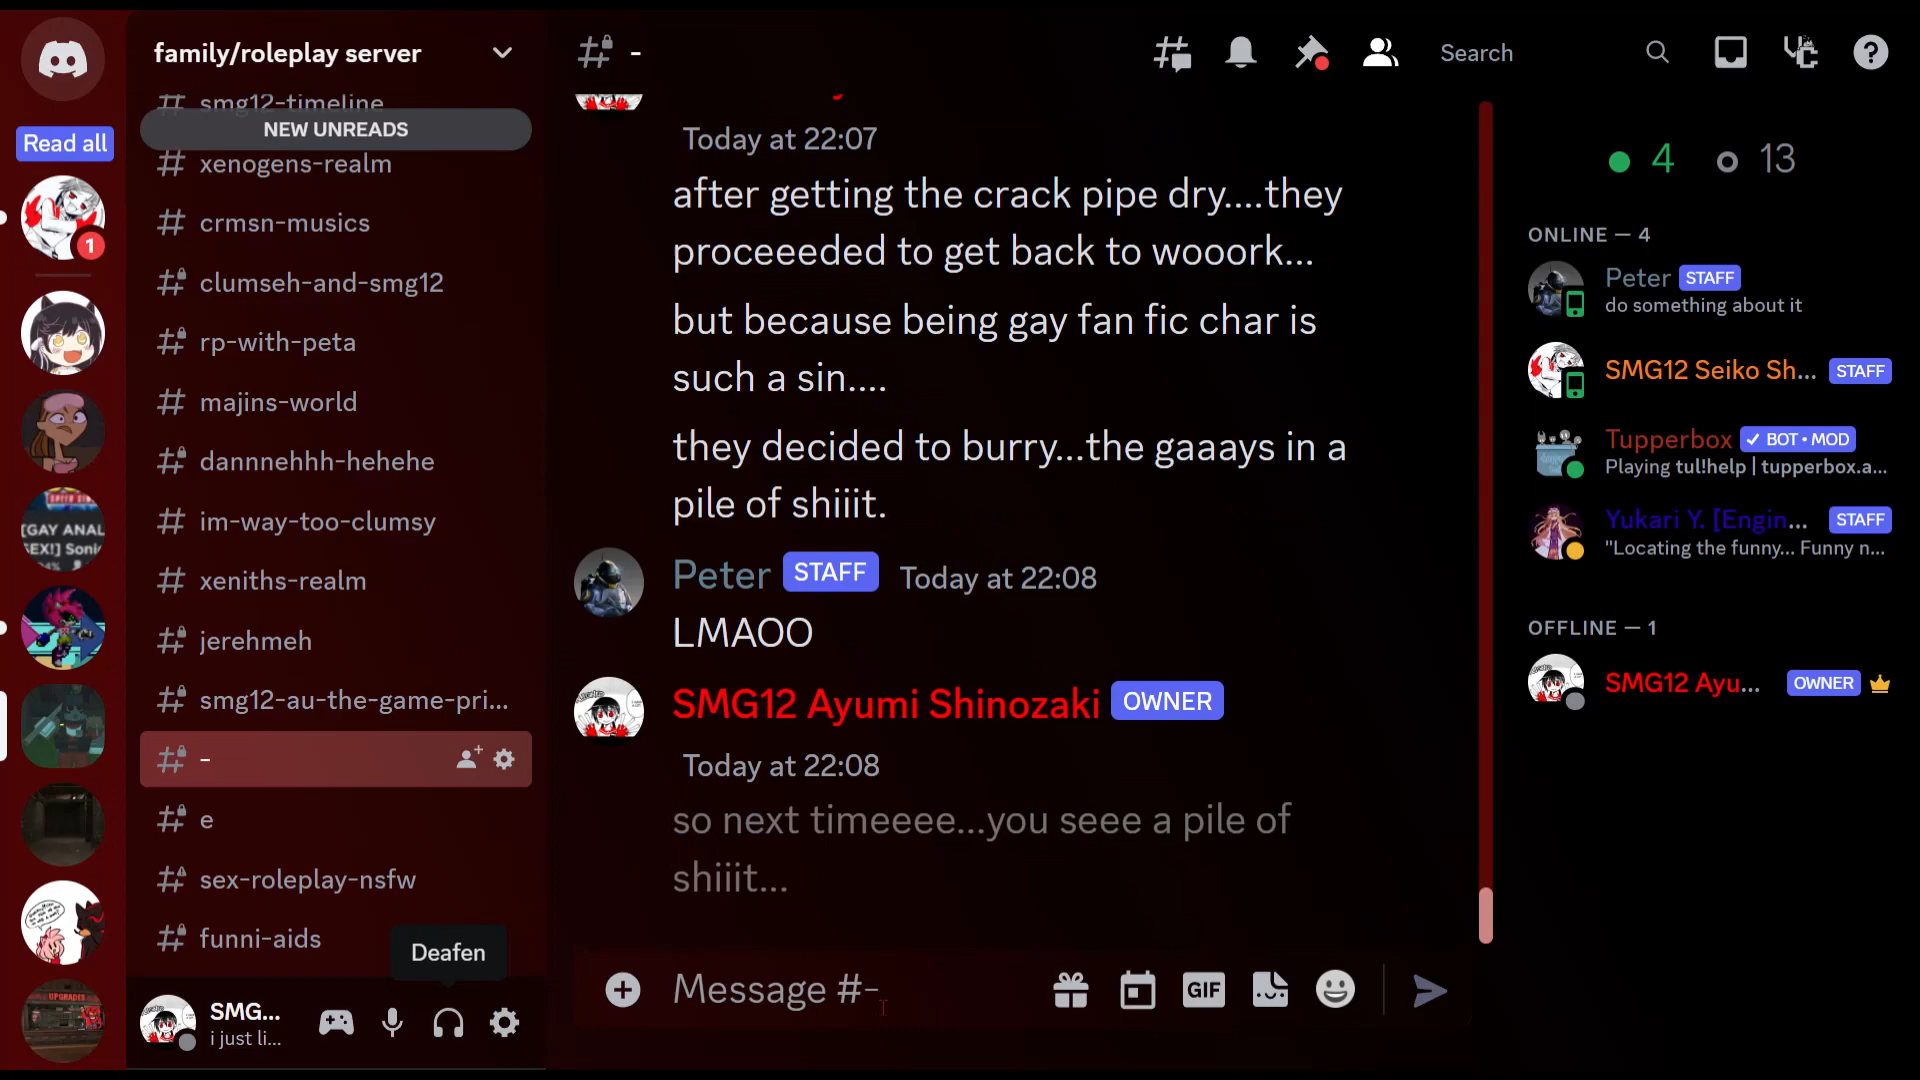 family/roleplay server
smg12-timeline
NEW UNREADS
xenogens-realm
crmsn-musics
clumseh-and-smg12
rp-with-peta
majins-world
dannnehhh-hehehe
im-way-too-clumsy
xeniths-realm
jerehmeh
smg12-au-the-game-pri...
-
e
sex-roleplay-nsfw
funni-aids
Deafen
SMG...
i just li...
Read all
1
[GAY ANAL
SEX!] Soni
UPGRADES
-
Search
Today at 22:07
after getting the crack pipe dry....they
proceeeded to get back to wooork...
but because being gay fan fic char is
such a sin....
they decided to burry...the gaaays in a
pile of shiiit.
Peter STAFF Today at 22:08
LMAOO
SMG12 Ayumi Shinozaki OWNER
Today at 22:08
so next timeeee...you seee a pile of
shiiit...
Message #-
GIF
4 13
ONLINE — 4
Peter STAFF
do something about it
SMG12 Seiko Sh... STAFF
Tupperbox ✓ BOT • MOD
Playing tul!help | tupperbox.a...
Yukari Y. [Engin... STAFF
"Locating the funny... Funny n...
OFFLINE — 1
SMG12 Ayu... OWNER